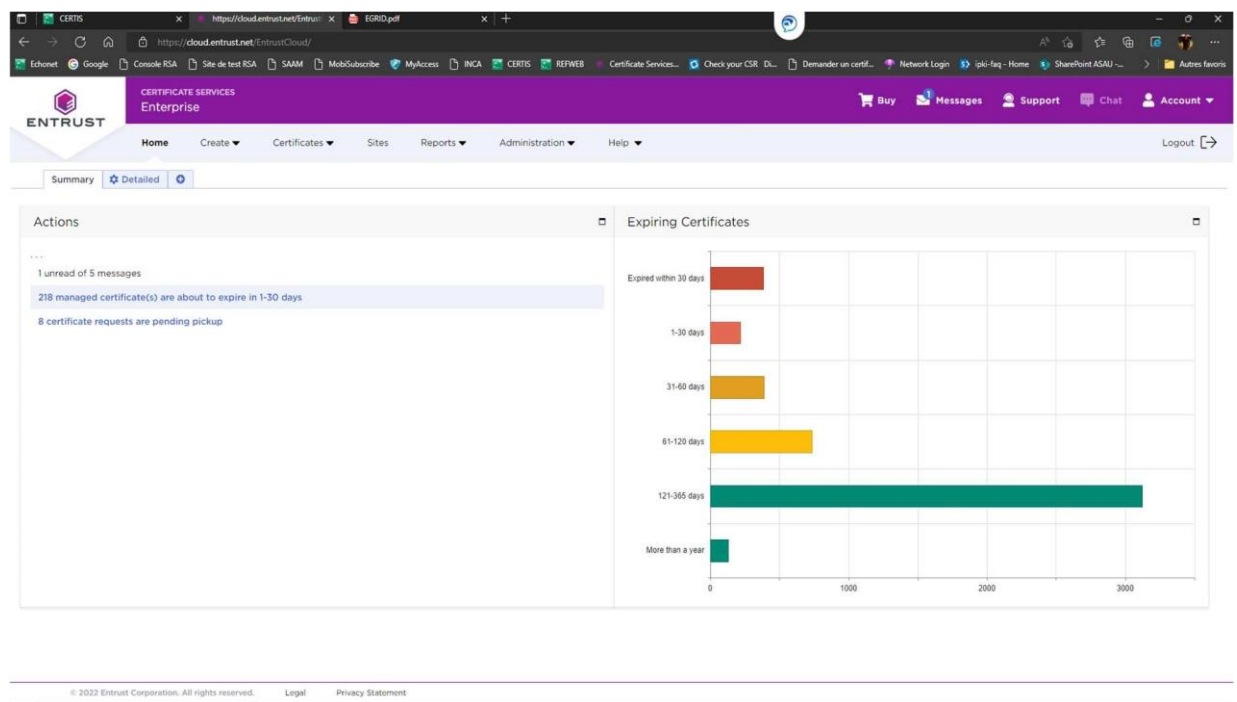 CERTIS
https://cloud.entrust.net/Entrust
EGRID.pdf
https://cloud.entrust.net/EntrustCloud/
Echonet Google Console RSA Site de test RSA SAAM MobiSubscribe MyAccess INCA CERTIS REFWEB Certificate Services... Check your CSR Di... Demander un certif... Network Login ipki-faq - Home SharePoint ASAU -... Autres favoris
ENTRUST
CERTIFICATE SERVICES
Enterprise
Buy 1 Messages Support Chat Account
Home Create Certificates Sites Reports Administration Help Logout
Summary Detailed
Actions
...
1 unread of 5 messages
218 managed certificate(s) are about to expire in 1-30 days
8 certificate requests are pending pickup
Expiring Certificates
Expired within 30 days
1-30 days
31-60 days
61-120 days
121-365 days
More than a year
0 1000 2000 3000
© 2022 Entrust Corporation. All rights reserved. Legal Privacy Statement